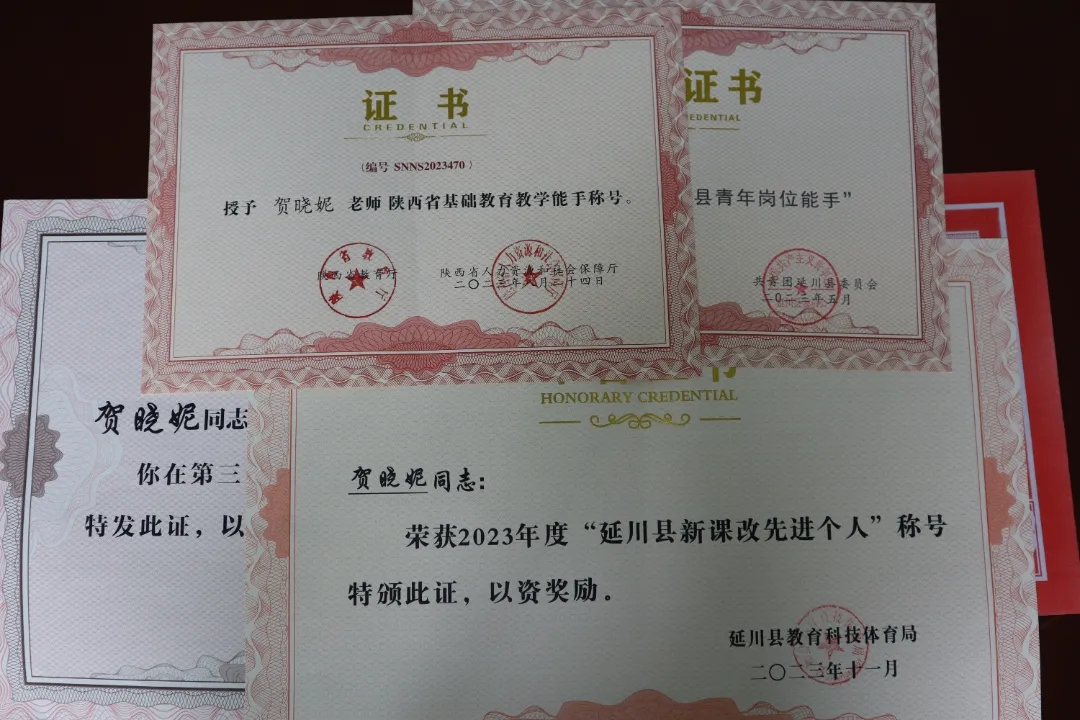 证书
CREDENTIAL
(编号 SNNS2023470)
授予 贺晓妮 老师 陕西省基础教育教学能手称号。
陕西省教育厅
陕西省人力资源和社会保障厅
证书
县青年岗位能手”
共青团延川县委员会
贺晓妮同志
你在第三
特发此证，以
HONORARY CREDENTIAL
贺晓妮同志：
荣获2023年度“延川县新课改先进个人”称号
特颁此证，以资奖励。
延川县教育科技体育局
二〇二三年十一月